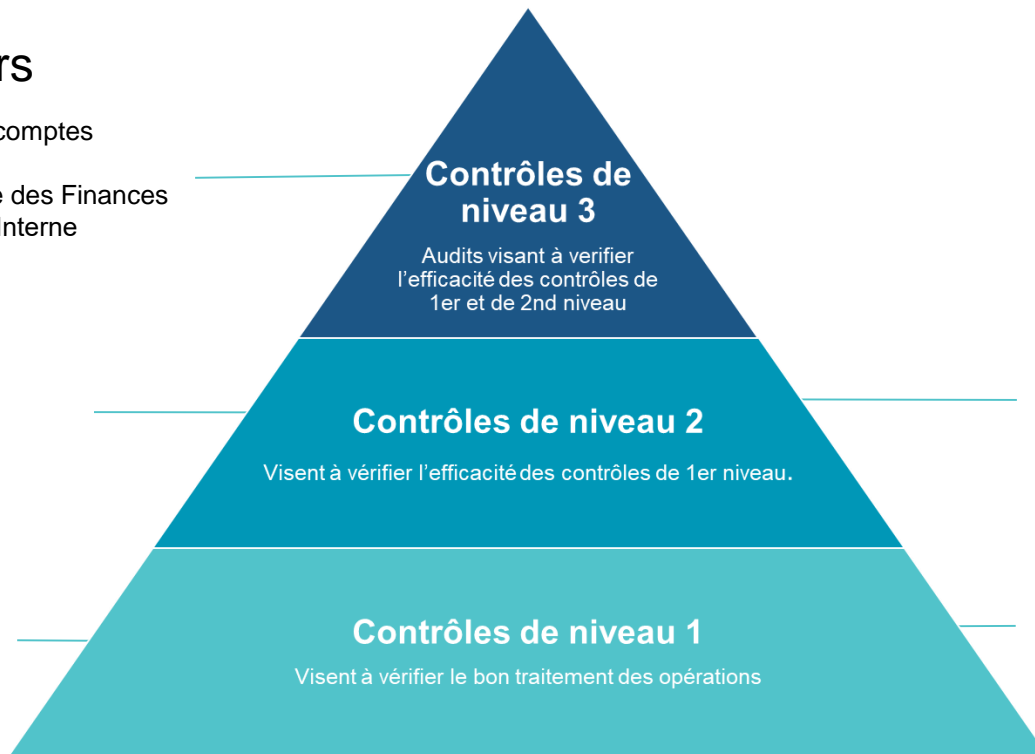 rs
comptes
e des Finances
Interne
Contrôles de
niveau 3
Audits visant à verifier
l’efficacité des contrôles de
1er et de 2nd niveau
Contrôles de niveau 2
Visent à vérifier l’efficacité des contrôles de 1er niveau.
Contrôles de niveau 1
Visent à vérifier le bon traitement des opérations